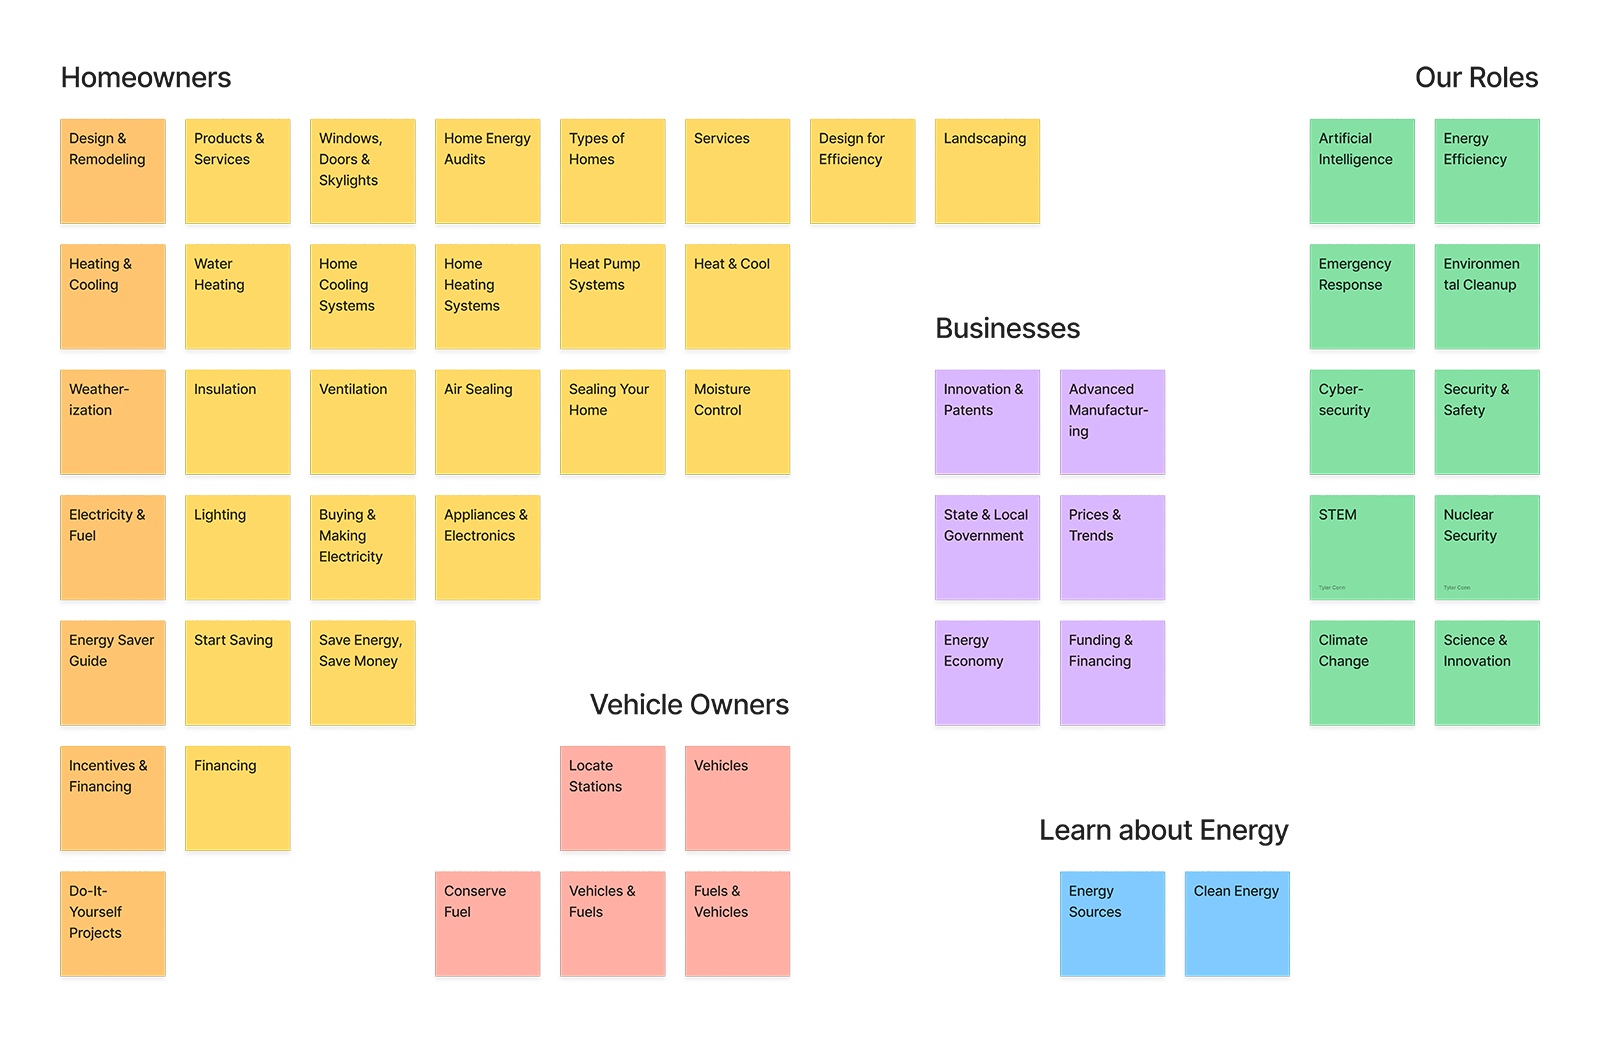 Homeowners
Design &
Remodeling
Products &
Services
Windows,
Doors &
Skylights
Home Energy
Audits
Types of
Homes
Services
Design for
Efficiency
Landscaping
Heating &
Cooling
Water
Heating
Home
Cooling
Systems
Home
Heating
Systems
Heat Pump
Systems
Heat & Cool
Weather-
ization
Insulation
Ventilation
Air Sealing
Sealing Your
Home
Moisture
Control
Electricity &
Fuel
Lighting
Buying &
Making
Electricity
Appliances &
Electronics
Energy Saver
Guide
Start Saving
Save Energy,
Save Money
Incentives &
Financing
Financing
Do-It-
Yourself
Projects
Vehicle Owners
Locate
Stations
Vehicles
Conserve
Fuel
Vehicles &
Fuels
Fuels &
Vehicles
Businesses
Innovation &
Patents
Advanced
Manufactur-
ing
State & Local
Government
Prices &
Trends
Energy
Economy
Funding &
Financing
Learn about Energy
Energy
Sources
Clean Energy
Our Roles
Artificial
Intelligence
Energy
Efficiency
Emergency
Response
Environmen
tal Cleanup
Cyber-
security
Security &
Safety
STEM
Tyler Conn
Nuclear
Security
Tyler Conn
Climate
Change
Science &
Innovation